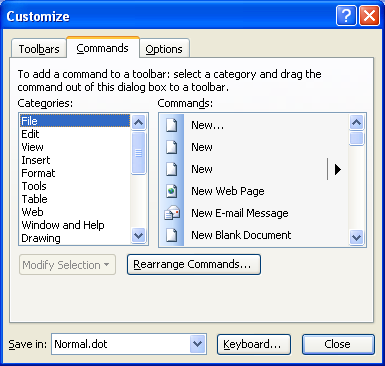 Customize
Toolbars Commands Options
To add a command to a toolbar: select a category and drag the
command out of this dialog box to a toolbar.
Categories: Commands:
File
Edit
View
Insert
Format
Tools
Table
Web
Window and Help
Drawing
New...
New
New
New Web Page
New E-mail Message
New Blank Document
Modify Selection Rearrange Commands...
Save in: Normal.dot Keyboard... Close